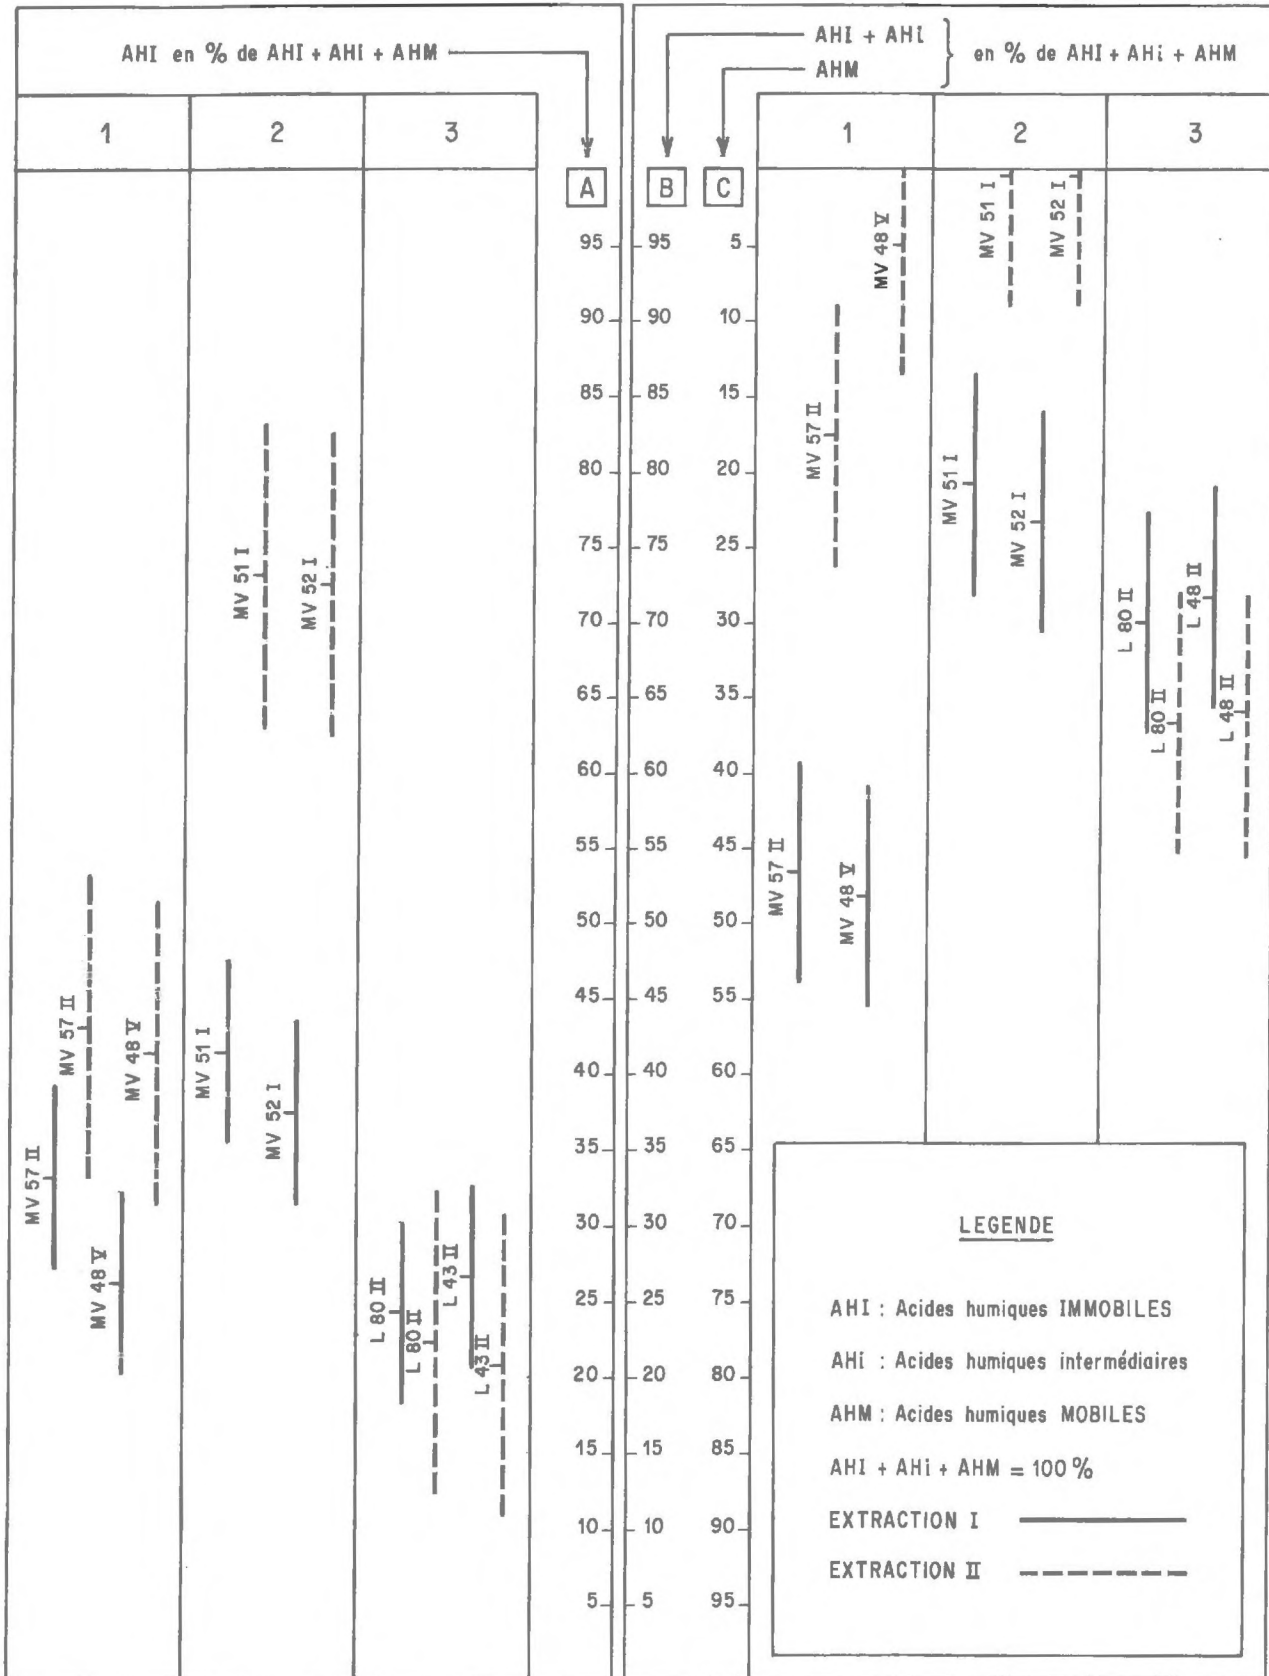 AHI en % de AHI + AHi + AHM
1
2
3
A
95
90
85
80
75
70
65
60
55
50
45
40
35
30
25
20
15
10
5
MV 57 II
MV 57 II
MV 48 V
MV 48 V
MV 51 I
MV 51 I
MV 52 I
MV 52 I
L 80 II
L 80 II
L 43 II
L 43 II
AHI + AHi
AHM
en % de AHI + AHi + AHM
B
C
1
2
3
95 5
90 10
85 15
80 20
75 25
70 30
65 35
60 40
55 45
50 50
45 55
40 60
35 65
30 70
25 75
20 80
15 85
10 90
5 95
MV 57 II
MV 57 II
MV 48 V
MV 48 V
MV 51 I
MV 51 I
MV 52 I
MV 52 I
L 80 II
L 80 II
L 48 II
L 48 II
LEGENDE
AHI : Acides humiques IMMOBILES
AHi : Acides humiques intermédiaires
AHM : Acides humiques MOBILES
AHI + AHi + AHM = 100 %
EXTRACTION I
EXTRACTION II